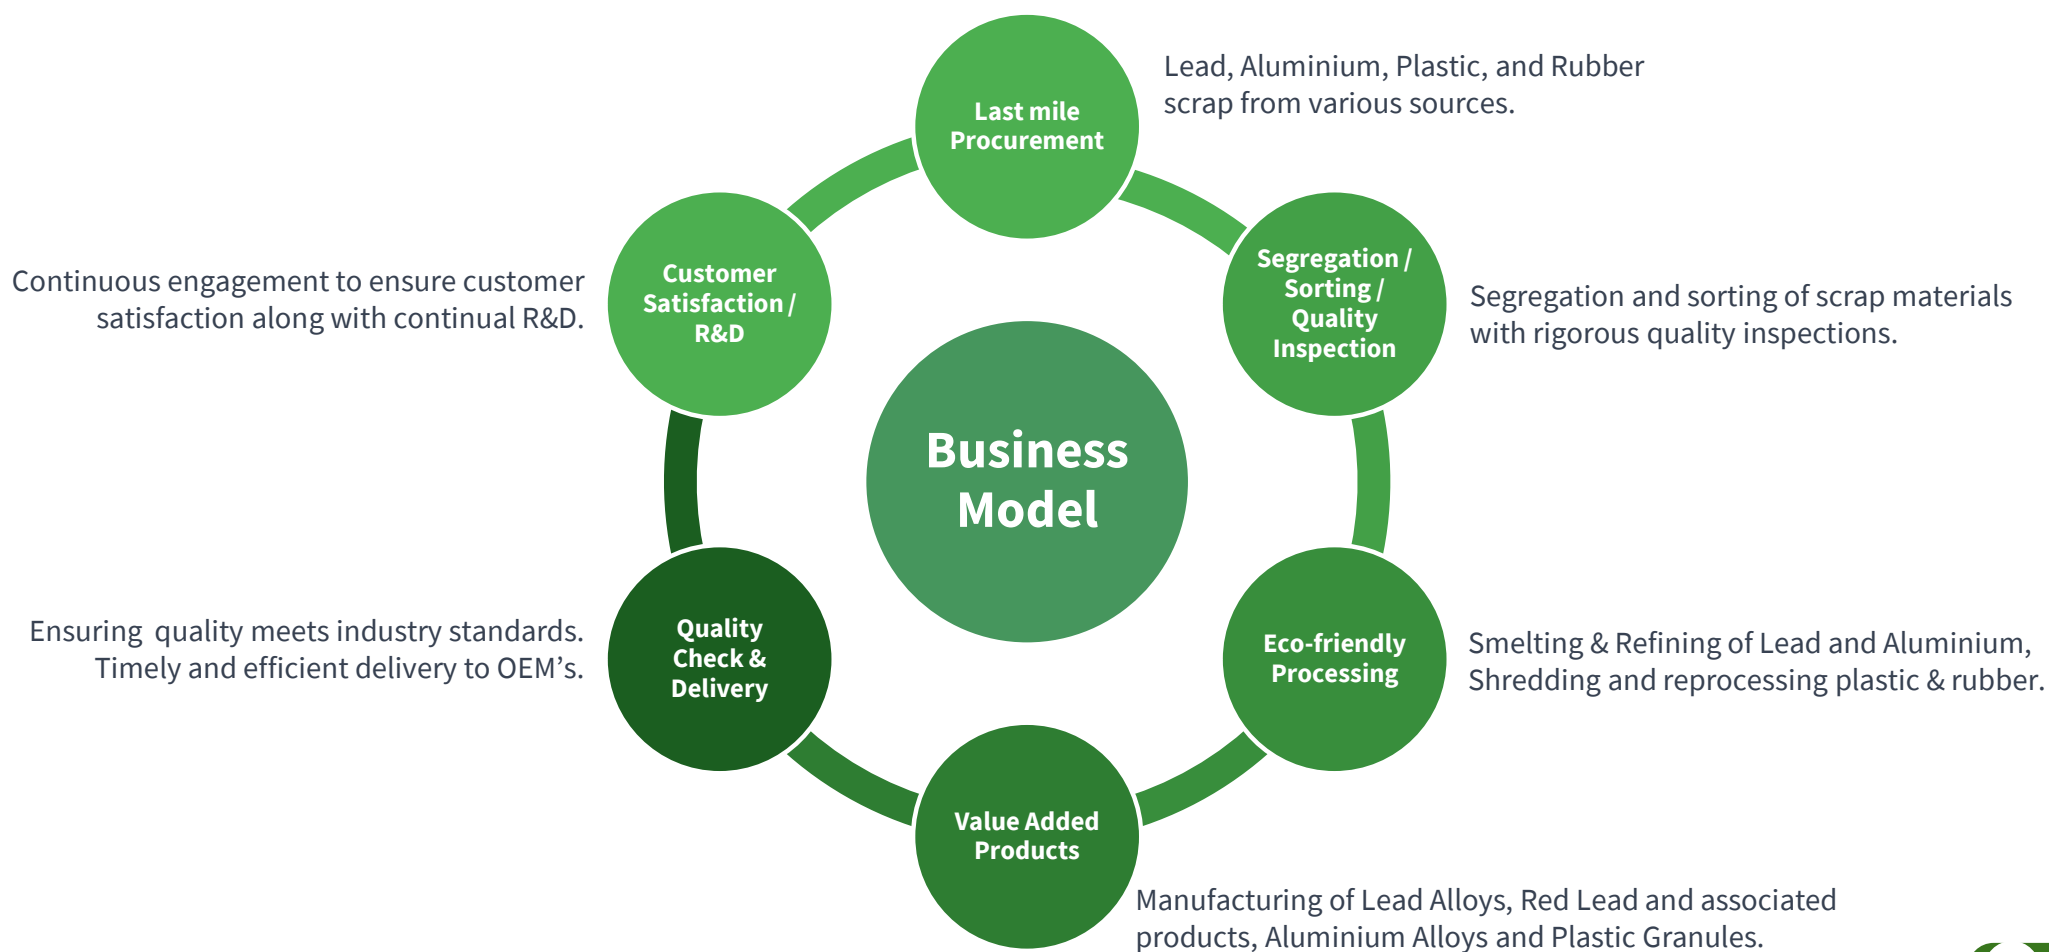 Last mile
Procurement
Lead, Aluminium, Plastic, and Rubber
scrap from various sources.
Segregation /
Sorting /
Quality
Inspection
Segregation and sorting of scrap materials
with rigorous quality inspections.
Eco-friendly
Processing
Smelting & Refining of Lead and Aluminium,
Shredding and reprocessing plastic & rubber.
Value Added
Products
Manufacturing of Lead Alloys, Red Lead and associated
products, Aluminium Alloys and Plastic Granules.
Quality
Check &
Delivery
Ensuring  quality meets industry standards.
Timely and efficient delivery to OEM’s.
Customer
Satisfaction /
R&D
Continuous engagement to ensure customer
satisfaction along with continual R&D.
Business
Model